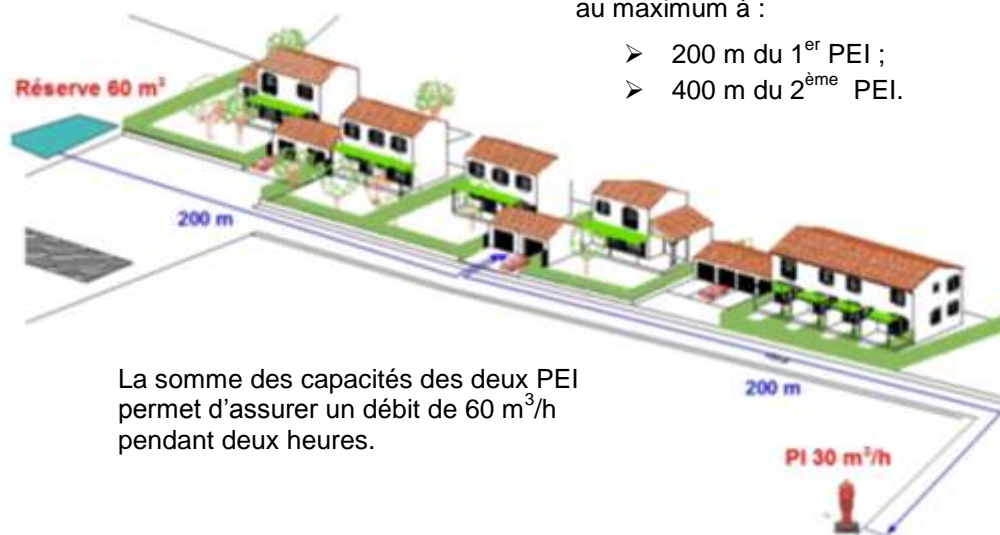 au maximum à :
➢ 200 m du 1er PEI ;
➢ 400 m du 2ème PEI.
Réserve 60 m³
200 m
La somme des capacités des deux PEI
permet d'assurer un débit de 60 m³/h
pendant deux heures.
200 m
PI 30 m³/h